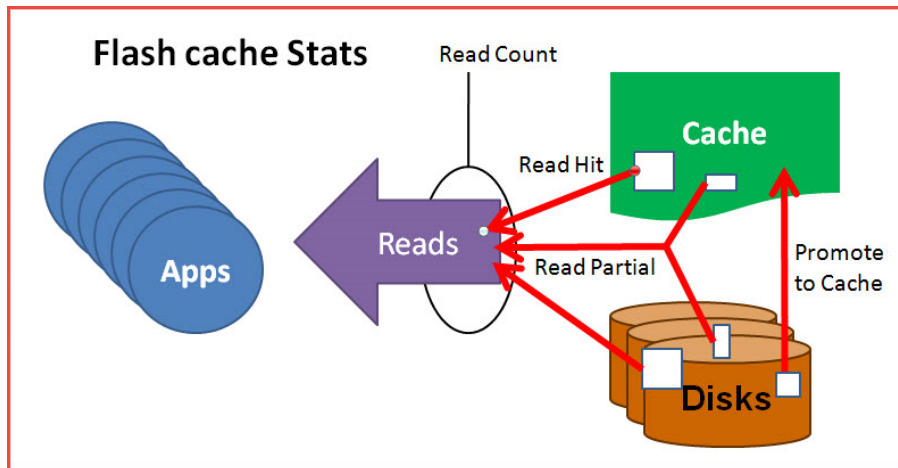 Flash cache Stats
Read Count
Cache
Read Hit
Reads
Read Partial
Promote
to Cache
Apps
Disks